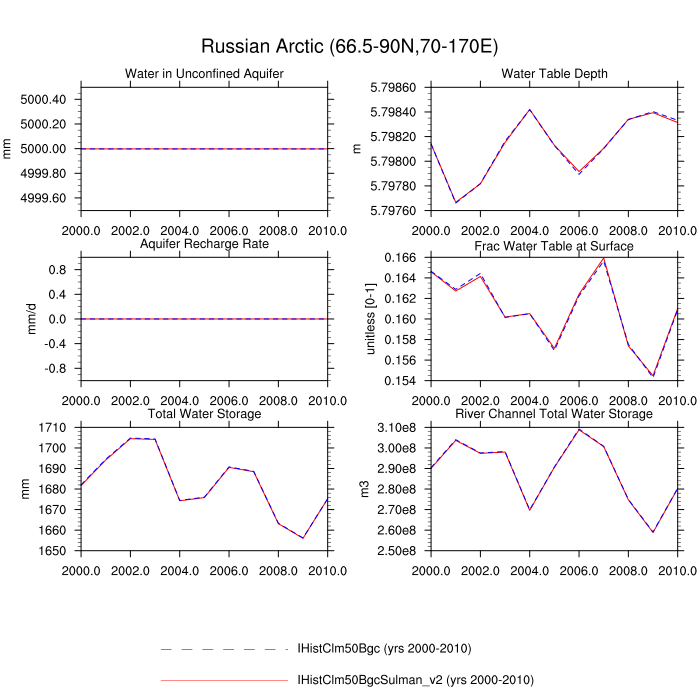 Russian Arctic (66.5-90N,70-170E)
Water in Unconfined Aquifer
mm
5000.40
5000.20
5000.00
4999.80
4999.60
2000.0 2002.0 2004.0 2006.0 2008.0 2010.0
Water Table Depth
m
5.79860
5.79840
5.79820
5.79800
5.79780
5.79760
2000.0 2002.0 2004.0 2006.0 2008.0 2010.0
Aquifer Recharge Rate
mm/d
0.8
0.4
0.0
-0.4
-0.8
2000.0 2002.0 2004.0 2006.0 2008.0 2010.0
Frac Water Table at Surface
unitless [0-1]
0.166
0.164
0.162
0.160
0.158
0.156
0.154
2000.0 2002.0 2004.0 2006.0 2008.0 2010.0
Total Water Storage
mm
1710
1700
1690
1680
1670
1660
1650
2000.0 2002.0 2004.0 2006.0 2008.0 2010.0
River Channel Total Water Storage
m3
3.10e8
3.00e8
2.90e8
2.80e8
2.70e8
2.60e8
2.50e8
2000.0 2002.0 2004.0 2006.0 2008.0 2010.0
IHistClm50Bgc (yrs 2000-2010)
IHistClm50BgcSulman_v2 (yrs 2000-2010)